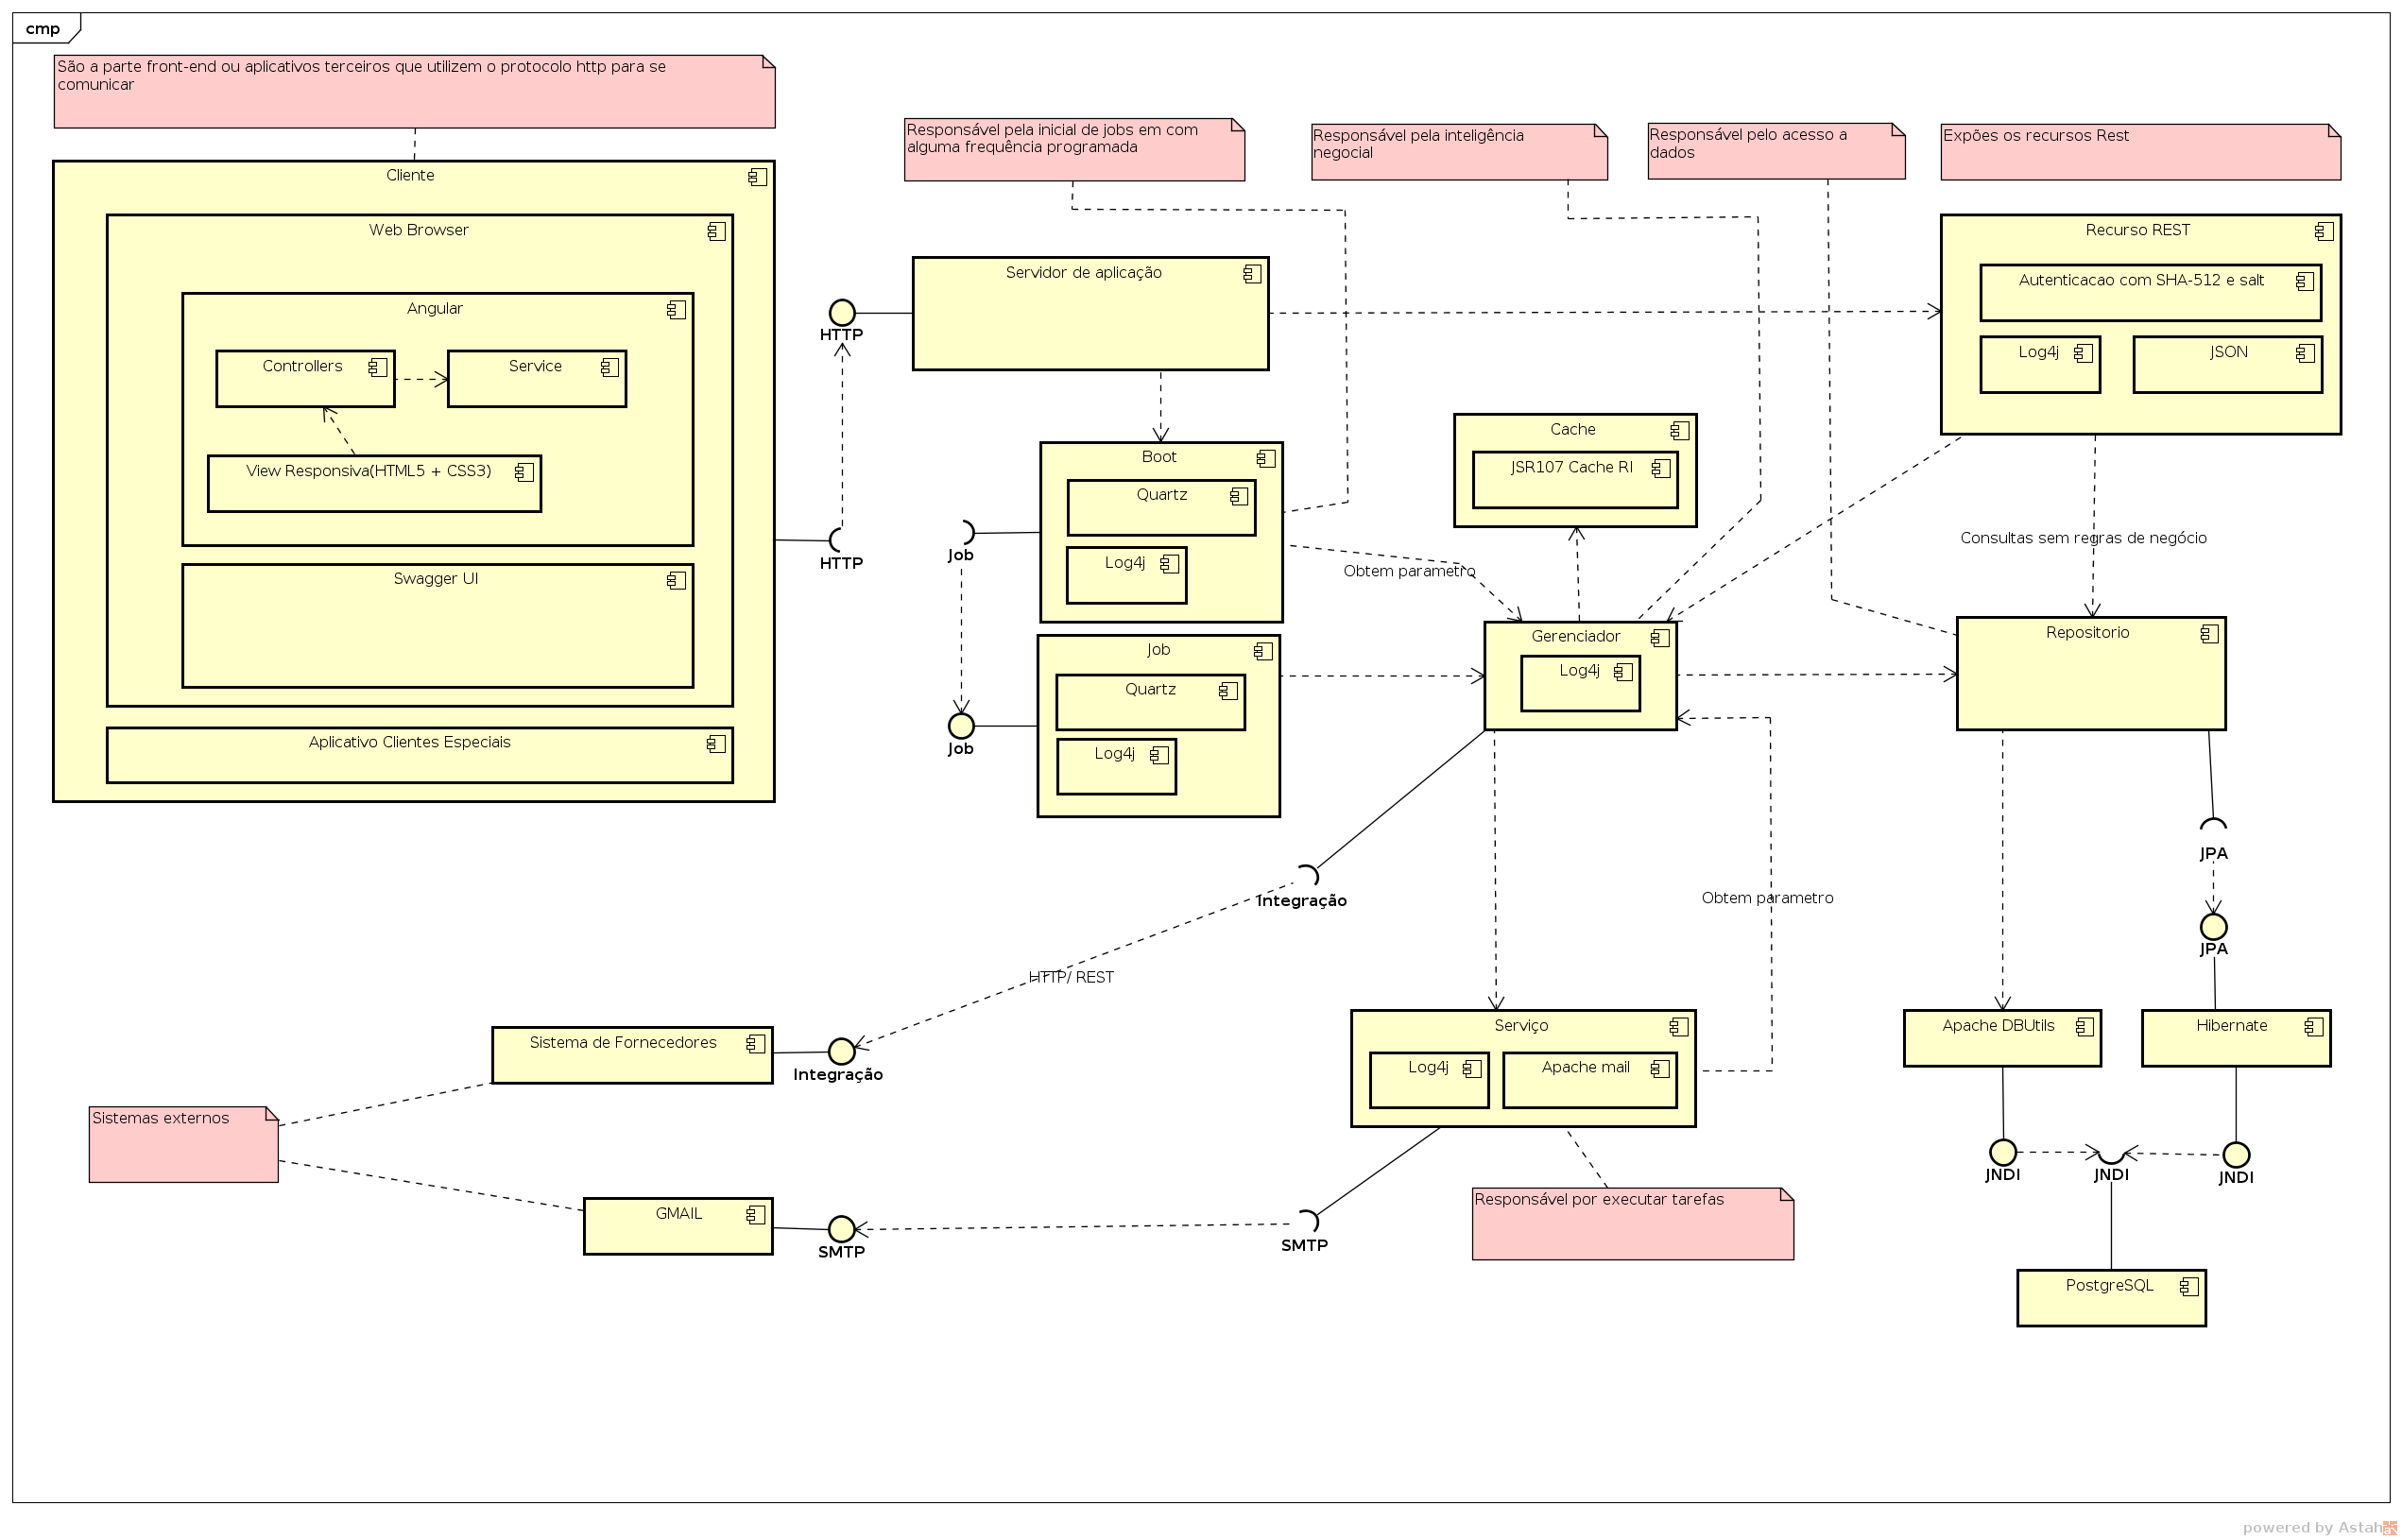 cmp
São a parte front-end ou aplicativos terceiros que utilizem o protocolo http para se
comunicar
Responsável pela inicial de jobs em com
alguma frequência programada
Responsável pela inteligência
negocial
Responsável pelo acesso a
dados
Expões os recursos Rest
Cliente
Web Browser
Angular
Controllers
Service
View Responsiva(HTML5 + CSS3)
Swagger UI
Aplicativo Clientes Especiais
HTTP
HTTP
Servidor de aplicação
Recurso REST
Autenticacao com SHA-512 e salt
Log4j
JSON
Boot
Quartz
Log4j
Job
Job
Job
Quartz
Log4j
Cache
JSR107 Cache RI
Obtem parametro
Consultas sem regras de negócio
Gerenciador
Log4j
Repositorio
JPA
JPA
Integração
HTTP/ REST
Obtem parametro
Sistema de Fornecedores
Integração
Serviço
Log4j
Apache mail
Apache DBUtils
Hibernate
Sistemas externos
JNDI
JNDI
JNDI
GMAIL
SMTP
SMTP
Responsável por executar tarefas
PostgreSQL
powered by Astah